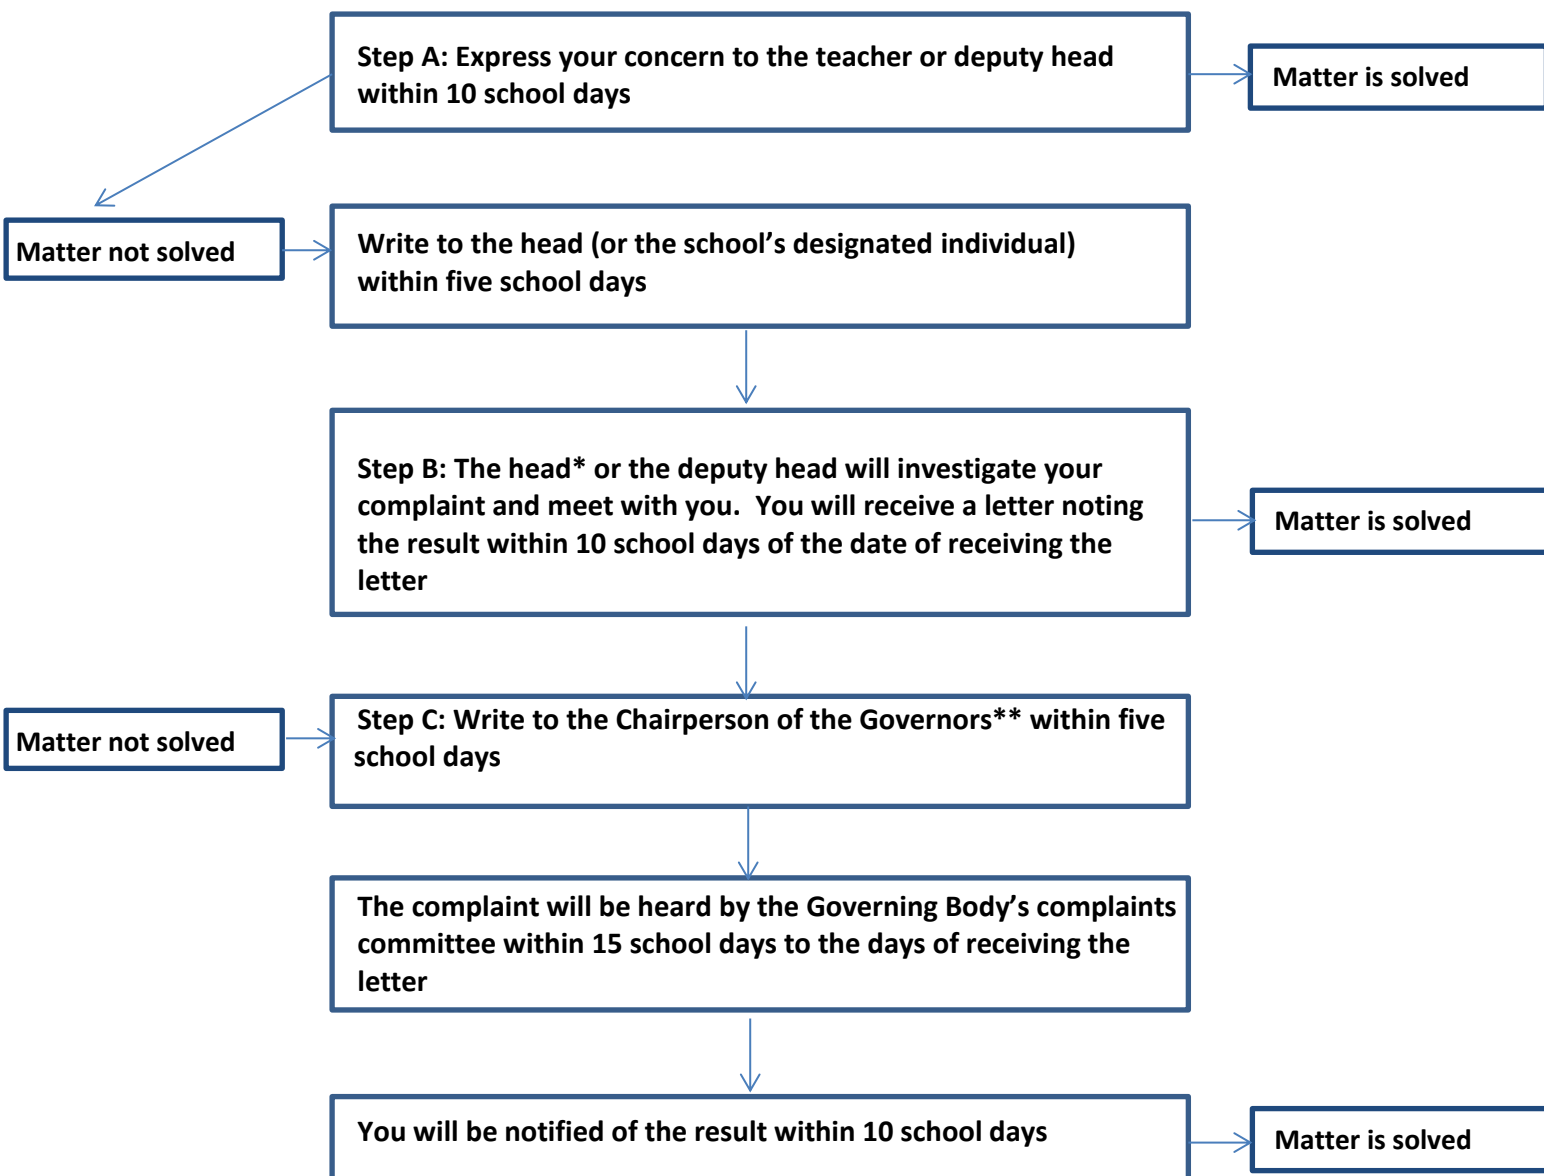 Step A: Express your concern to the teacher or deputy head
within 10 school days
Matter is solved
Matter not solved
Write to the head (or the school’s designated individual)
within five school days
Step B: The head* or the deputy head will investigate your
complaint and meet with you.  You will receive a letter noting
the result within 10 school days of the date of receiving the
letter
Matter is solved
Matter not solved
Step C: Write to the Chairperson of the Governors** within five
school days
The complaint will be heard by the Governing Body’s complaints
committee within 15 school days to the days of receiving the
letter
You will be notified of the result within 10 school days
Matter is solved